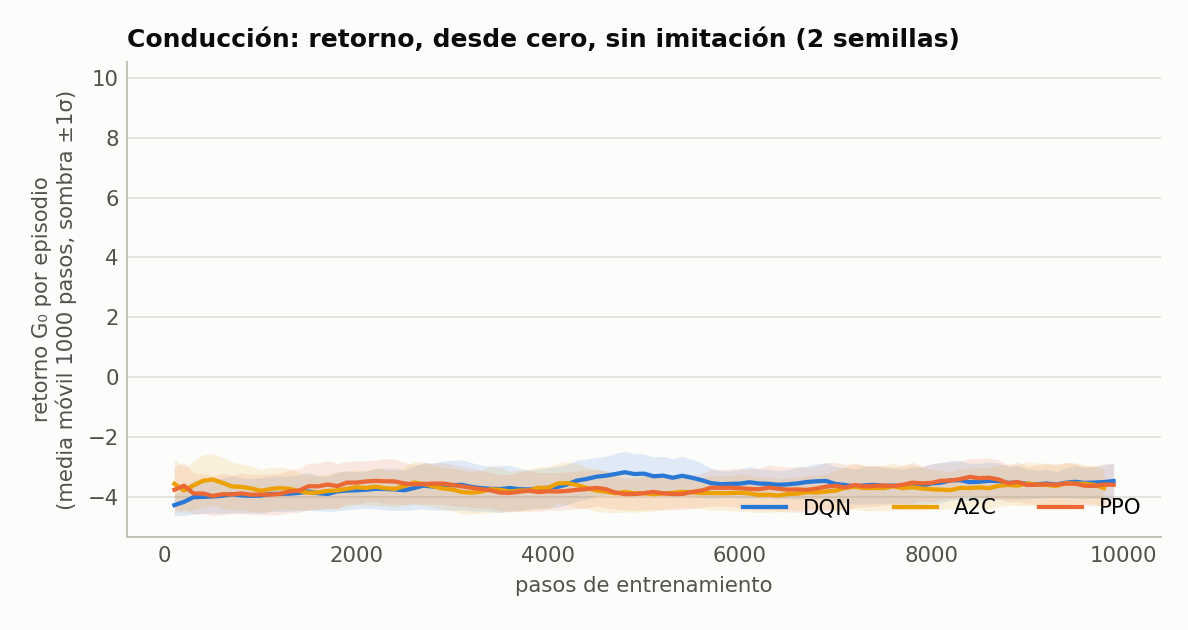 Conducción: retorno, desde cero, sin imitación (2 semillas)
retorno G₀ por episodio
(media móvil 1000 pasos, sombra ±1σ)
10
8
6
4
2
0
−2
−4
DQN
A2C
PPO
0
2000
4000
6000
8000
10000
pasos de entrenamiento